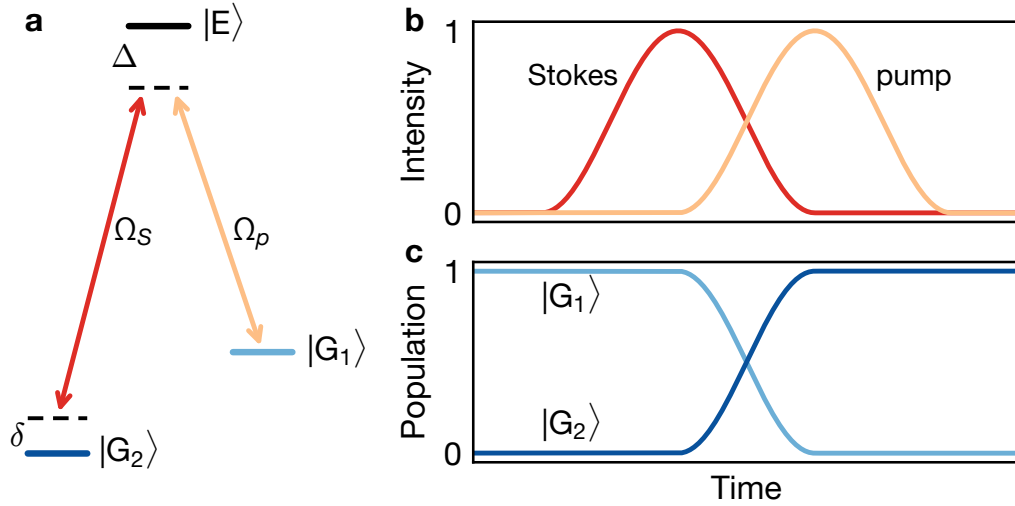 a
|E⟩
Δ
Ω_S
Ω_p
|G₁⟩
δ
|G₂⟩
b
1
Intensity
0
Stokes
pump
c
1
Population
0
|G₁⟩
|G₂⟩
Time